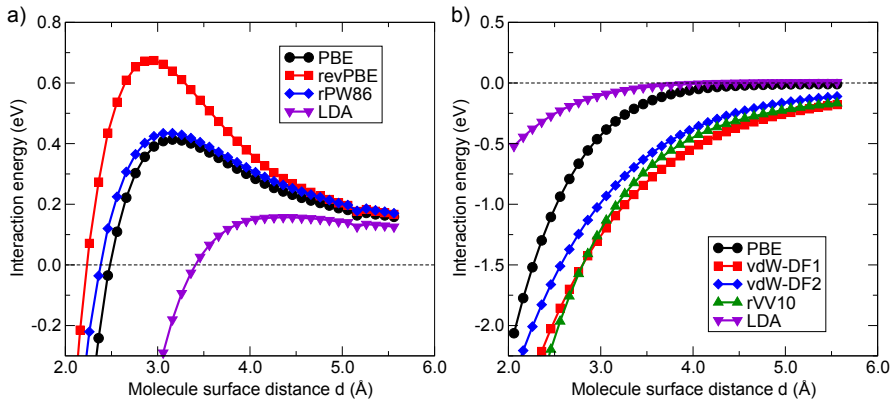 a)
0.8
0.6
0.4
0.2
0.0
-0.2
Interaction energy (eV)
PBE
revPBE
rPW86
LDA
2.0 3.0 4.0 5.0 6.0
Molecule surface distance d (Å)
b)
0.5
0.0
-0.5
-1.0
-1.5
-2.0
Interaction energy (eV)
PBE
vdW-DF1
vdW-DF2
rVV10
LDA
2.0 3.0 4.0 5.0 6.0
Molecule surface distance d (Å)